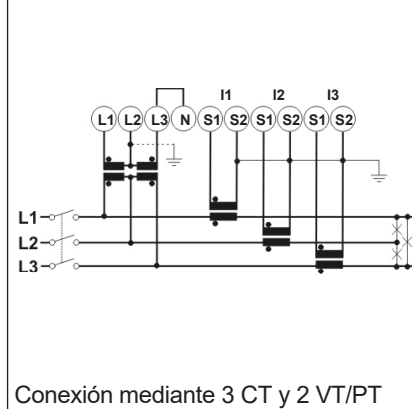 I1 I2 I3
L1 L2 L3 N S1 S2 S1 S2 S1 S2
L1
L2
L3
Conexión mediante 3 CT y 2 VT/PT